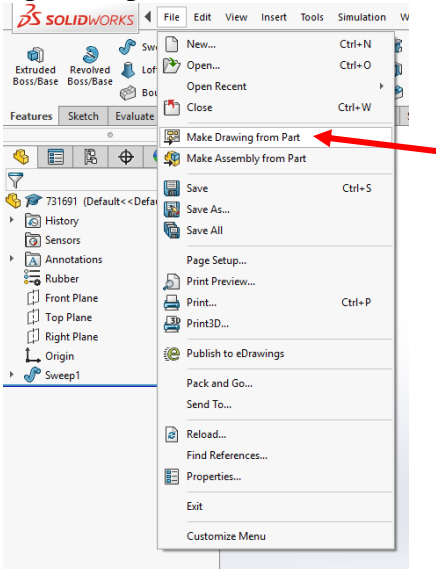 SOLIDWORKS File Edit View Insert Tools Simulation
Extruded Boss/Base
Revolved Boss/Base
Features Sketch Evaluate
731691 (Default<<Defau
History
Sensors
Annotations
Rubber
Front Plane
Top Plane
Right Plane
Origin
Sweep1
New... Ctrl+N
Open... Ctrl+O
Open Recent
Close Ctrl+W
Make Drawing from Part
Make Assembly from Part
Save Ctrl+S
Save As...
Save All
Page Setup...
Print Preview...
Print... Ctrl+P
Print3D...
Publish to eDrawings
Pack and Go...
Send To...
Reload...
Find References...
Properties...
Exit
Customize Menu